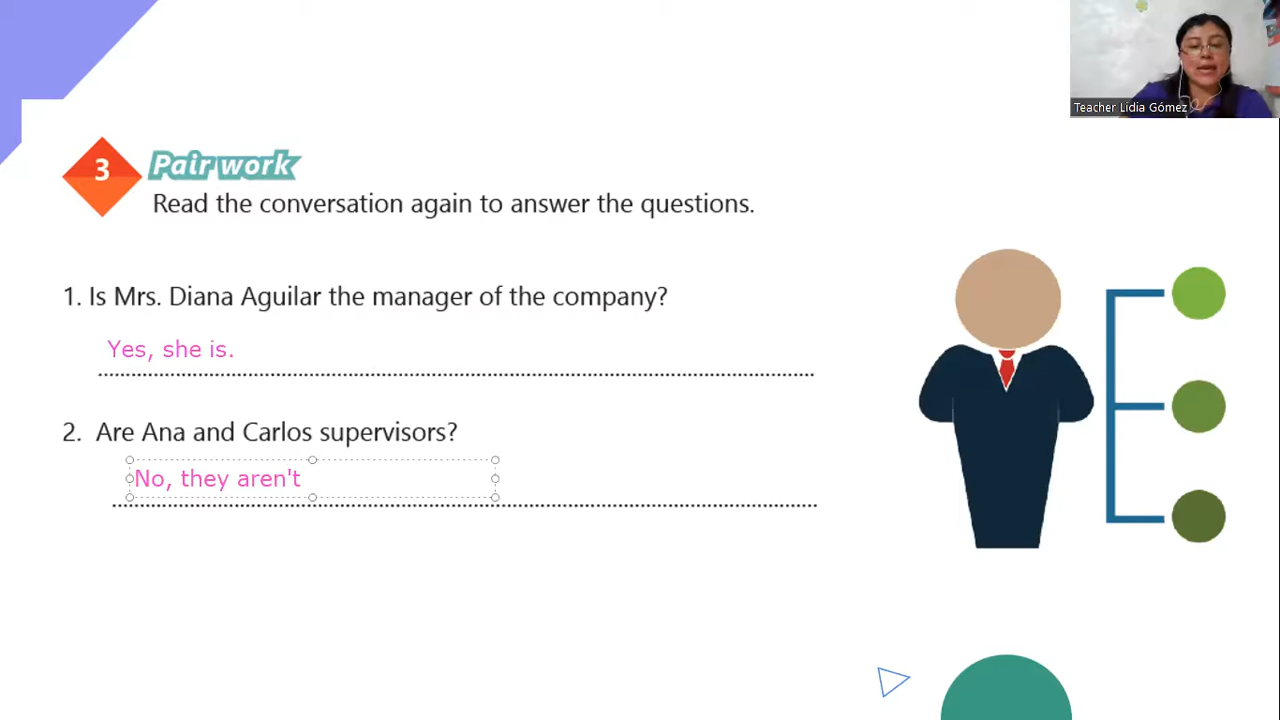 Teacher Lidia Gómez
3
Pair work
Read the conversation again to answer the questions.
1. Is Mrs. Diana Aguilar the manager of the company?
Yes, she is.
2. Are Ana and Carlos supervisors?
No, they aren't